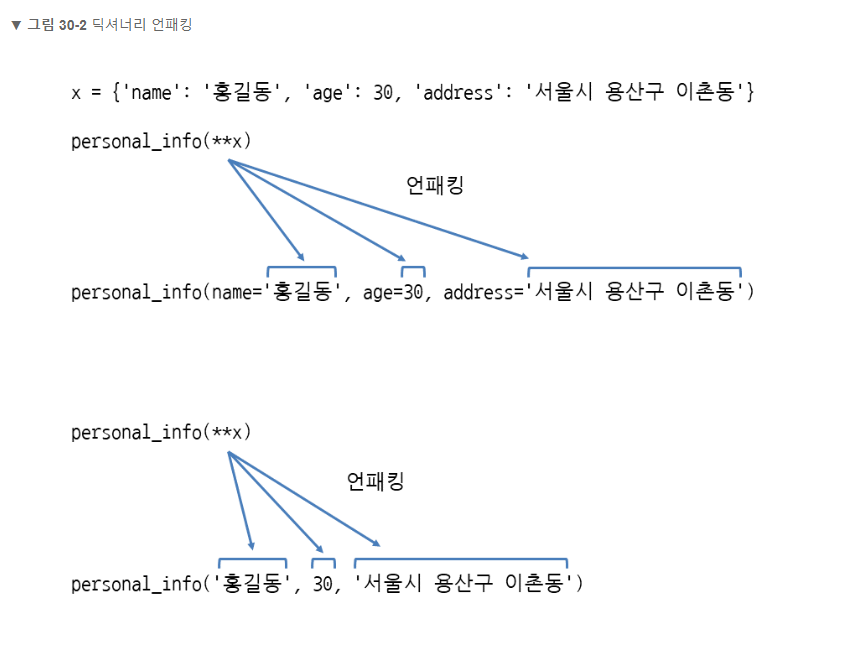 ▼ 그림 30-2 딕셔너리 언패킹
x = {'name': '홍길동', 'age': 30, 'address': '서울시 용산구 이촌동'}
personal_info(**x)
언패킹
personal_info(name='홍길동', age=30, address='서울시 용산구 이촌동')
personal_info(**x)
언패킹
personal_info('홍길동', 30, '서울시 용산구 이촌동')